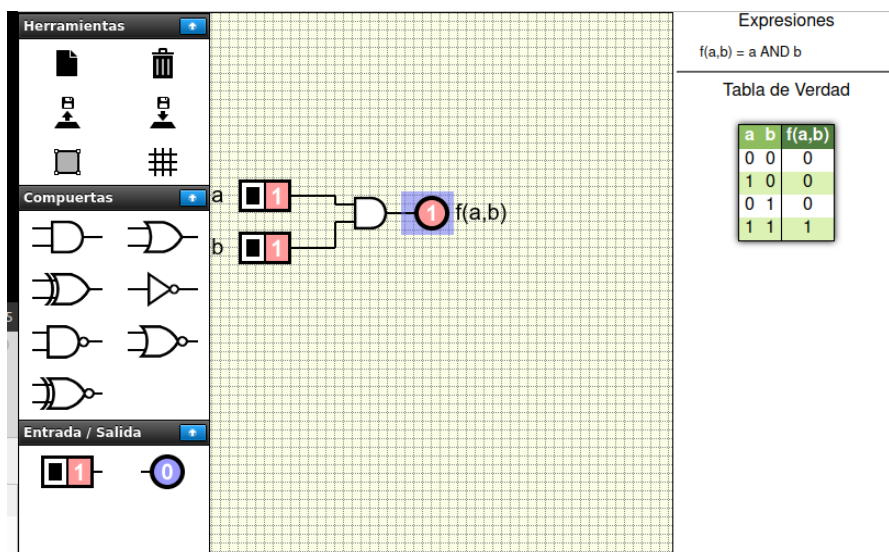 Herramientas
Compuertas
Entrada / Salida
1
0
a
1
1
f(a,b)
b
1
Expresiones
f(a,b) = a AND b
Tabla de Verdad
a b f(a,b)
0 0 0
1 0 0
0 1 0
1 1 1